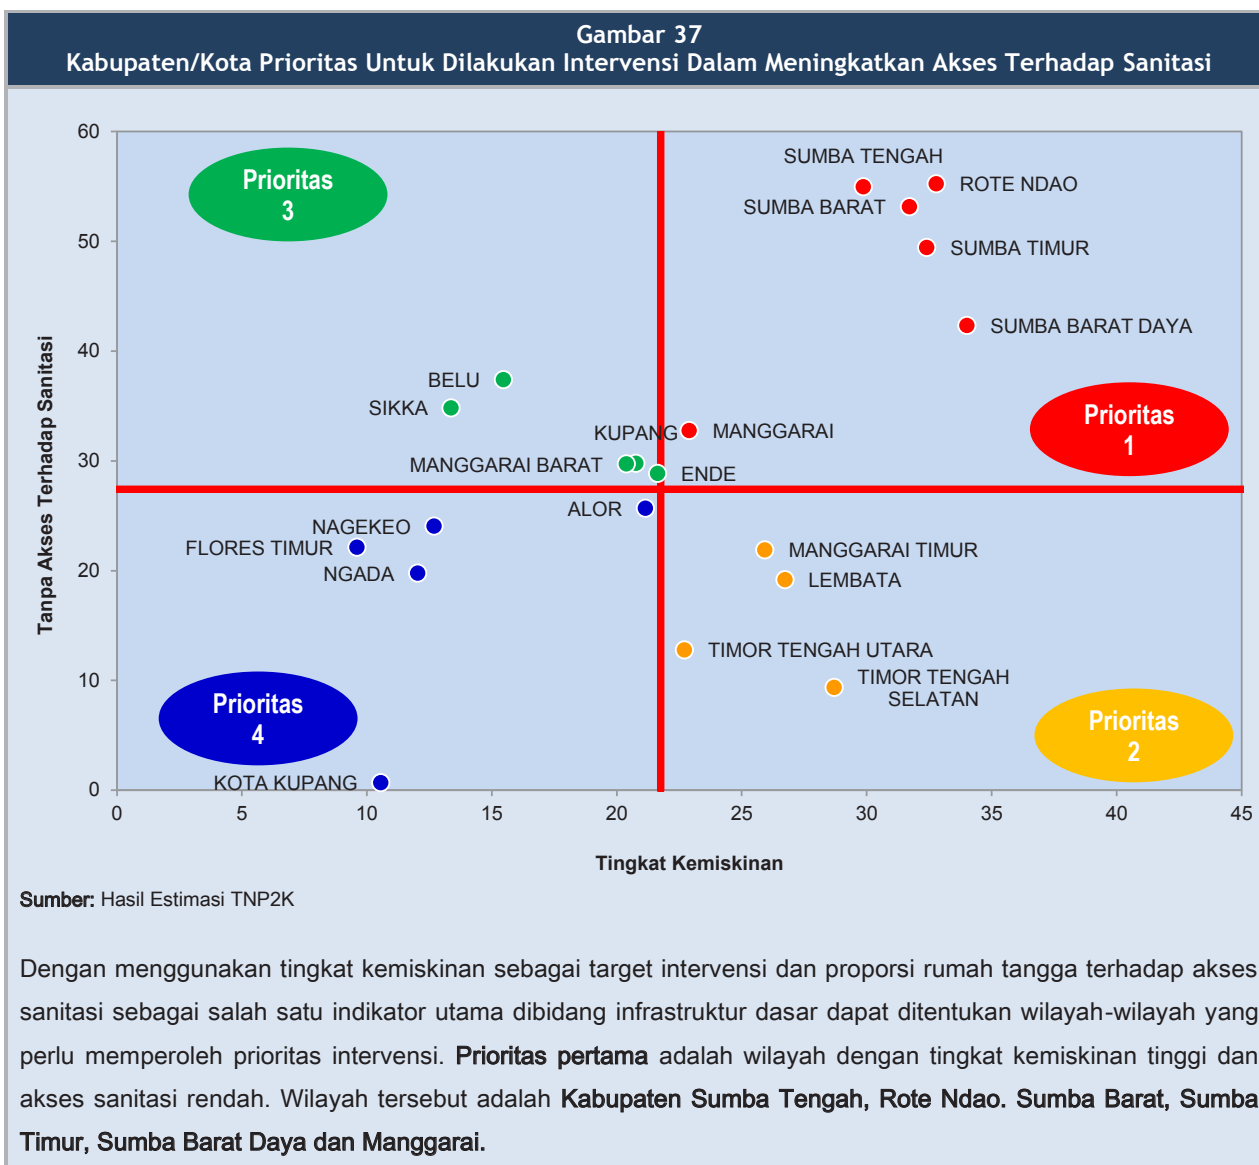 Gambar 37
Kabupaten/Kota Prioritas Untuk Dilakukan Intervensi Dalam Meningkatkan Akses Terhadap Sanitasi
60
50
40
30
20
10
0
Tanpa Akses Terhadap Sanitasi
Prioritas
3
SUMBA TENGAH
ROTE NDAO
SUMBA BARAT
SUMBA TIMUR
SUMBA BARAT DAYA
BELU
SIKKA
KUPANG
MANGGARAI
MANGGARAI BARAT
ENDE
Prioritas
1
ALOR
NAGEKEO
FLORES TIMUR
NGADA
MANGGARAI TIMUR
LEMBATA
TIMOR TENGAH UTARA
TIMOR TENGAH
SELATAN
Prioritas
4
Prioritas
2
KOTA KUPANG
0 5 10 15 20 25 30 35 40 45
Tingkat Kemiskinan
Sumber: Hasil Estimasi TNP2K
Dengan menggunakan tingkat kemiskinan sebagai target intervensi dan proporsi rumah tangga terhadap akses
sanitasi sebagai salah satu indikator utama dibidang infrastruktur dasar dapat ditentukan wilayah-wilayah yang
perlu memperoleh prioritas intervensi. Prioritas pertama adalah wilayah dengan tingkat kemiskinan tinggi dan
akses sanitasi rendah. Wilayah tersebut adalah Kabupaten Sumba Tengah, Rote Ndao. Sumba Barat, Sumba
Timur, Sumba Barat Daya dan Manggarai.